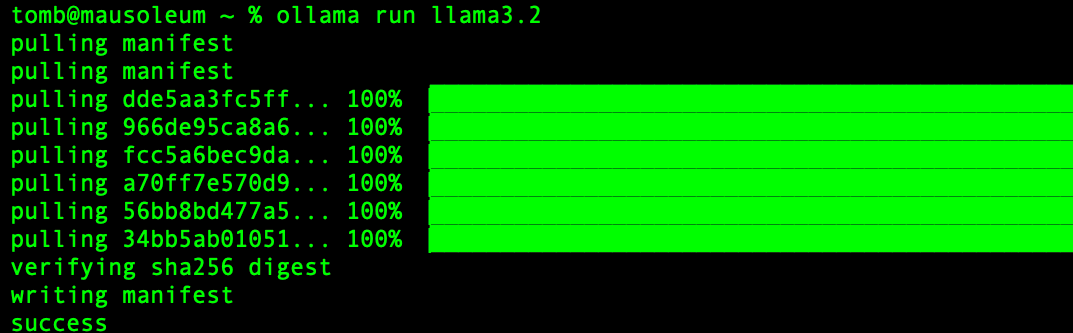 tomb@mausoleum ~ % ollama run llama3.2
pulling manifest
pulling manifest
pulling dde5aa3fc5ff... 100%
pulling 966de95ca8a6... 100%
pulling fcc5a6bec9da... 100%
pulling a70ff7e570d9... 100%
pulling 56bb8bd477a5... 100%
pulling 34bb5ab01051... 100%
verifying sha256 digest
writing manifest
success